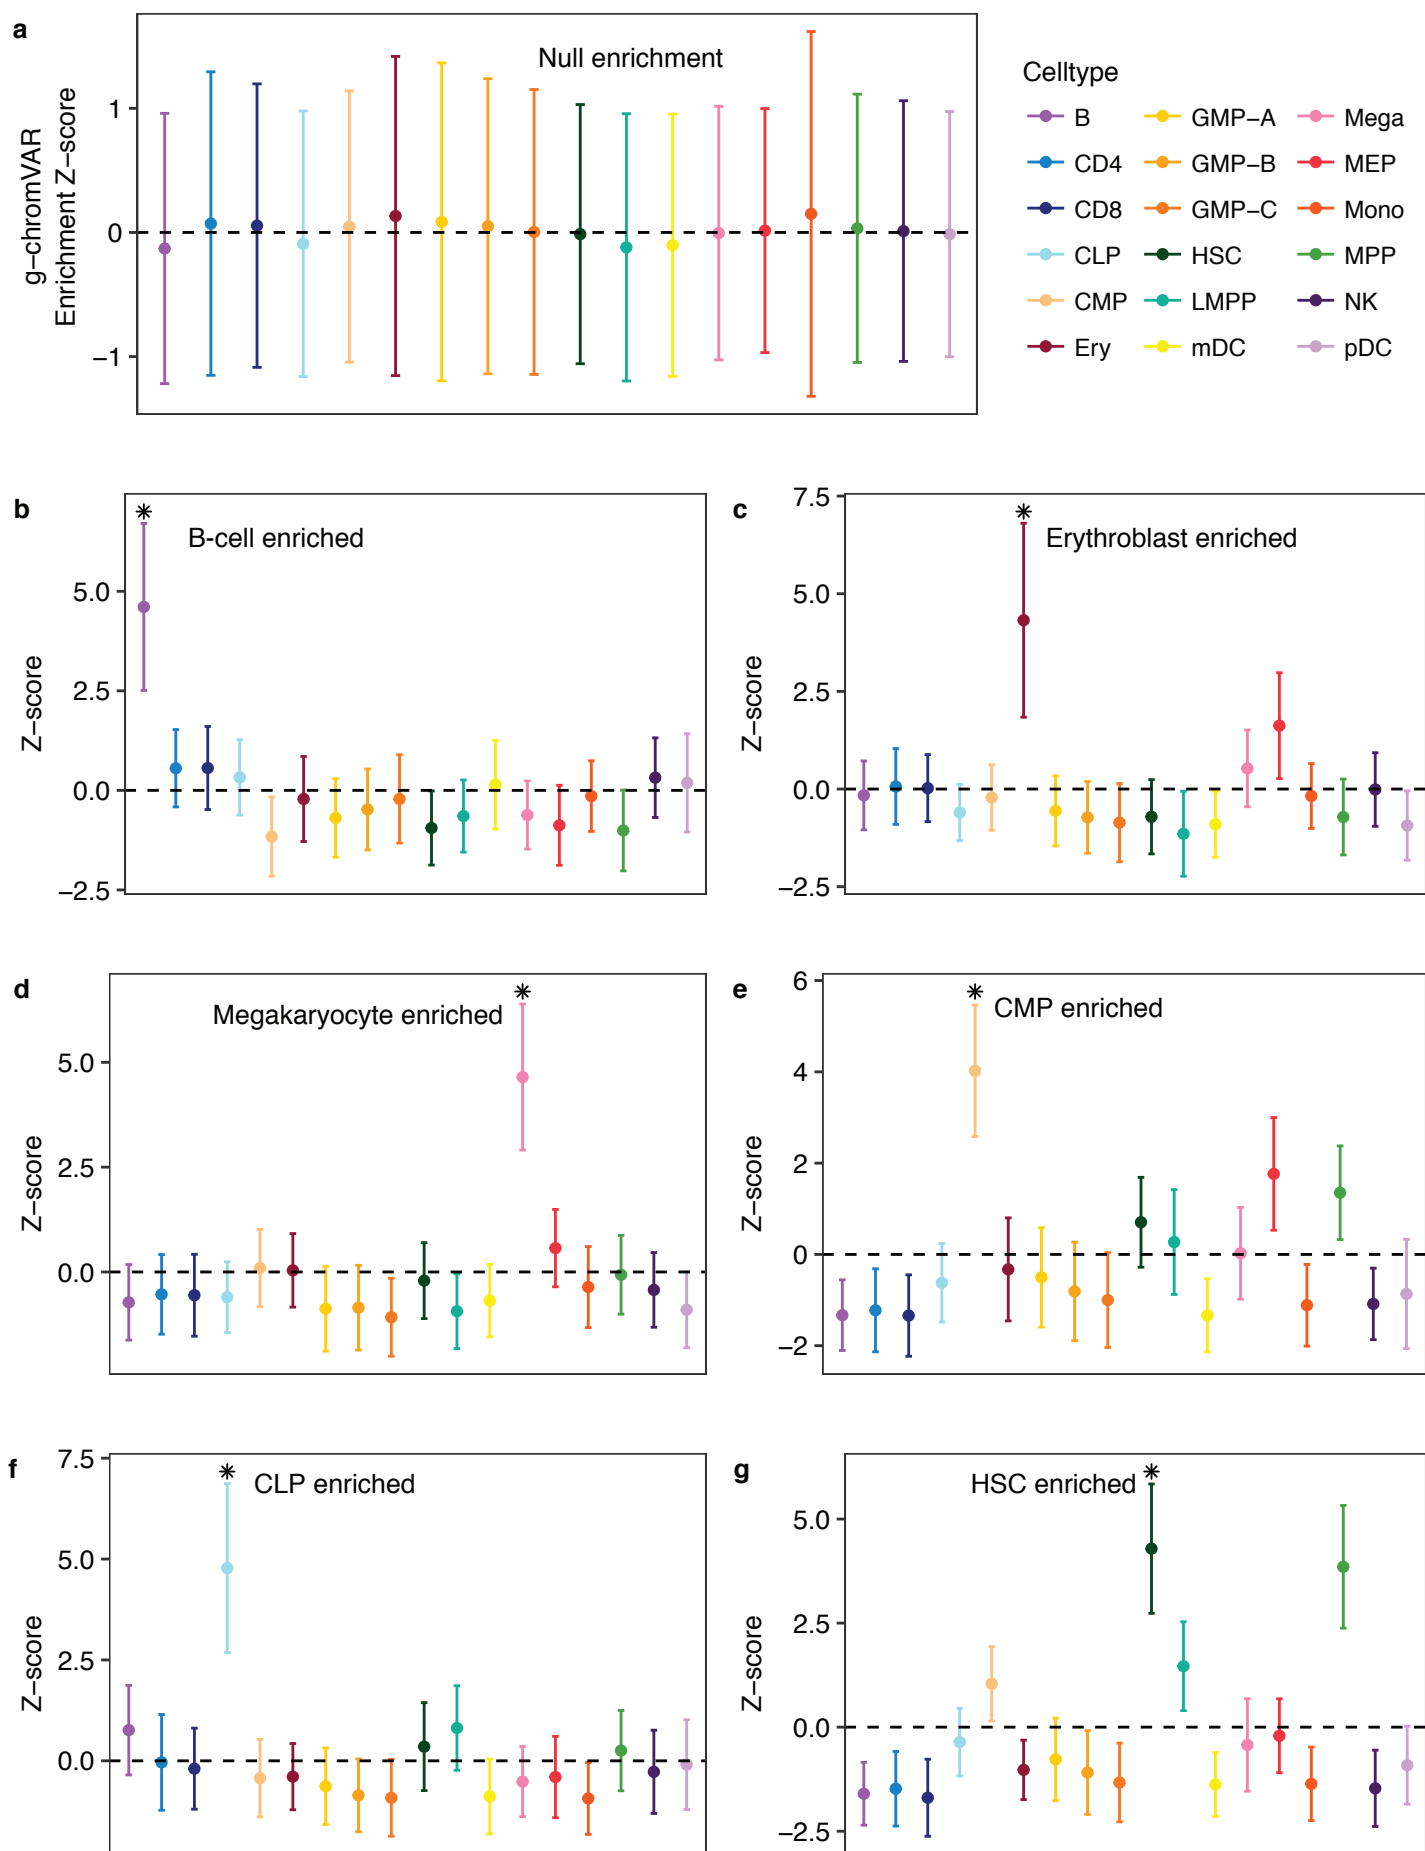 a
Null enrichment
g−chromVAR
Enrichment Z−score
1
0
−1
Celltype
B
GMP−A
Mega
CD4
GMP−B
MEP
CD8
GMP−C
Mono
CLP
HSC
MPP
CMP
LMPP
NK
Ery
mDC
pDC
b
*
B-cell enriched
Z−score
5.0
2.5
0.0
−2.5
c
*
Erythroblast enriched
Z−score
7.5
5.0
2.5
0.0
−2.5
d
*
Megakaryocyte enriched
Z−score
5.0
2.5
0.0
e
*
CMP enriched
Z−score
6
4
2
0
−2
f
*
CLP enriched
Z−score
7.5
5.0
2.5
0.0
g
*
HSC enriched
Z−score
5.0
2.5
0.0
−2.5